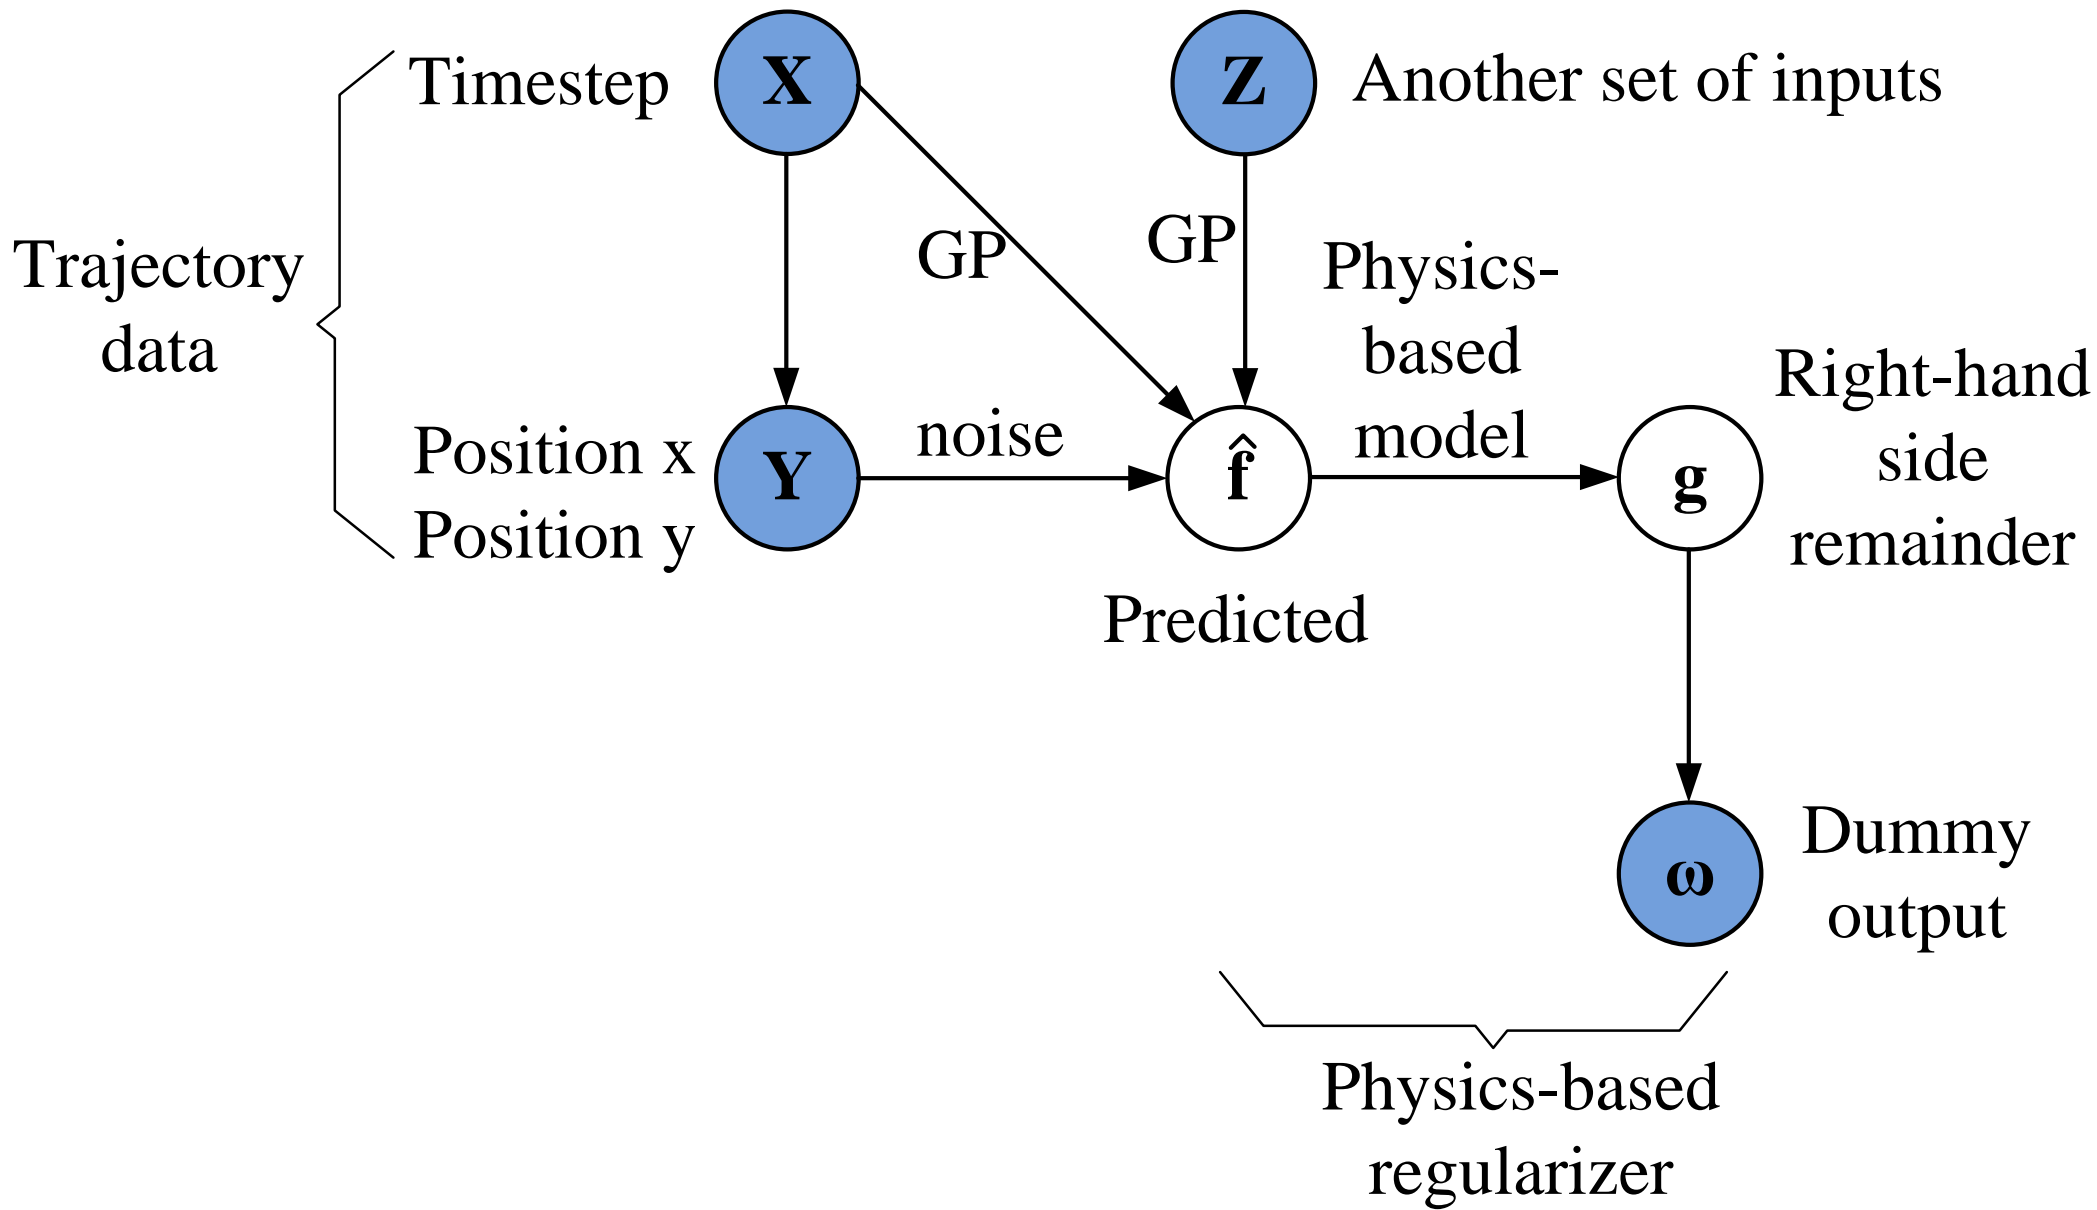 Timestep
X
Z
Another set of inputs
Trajectory
data
GP
GP
Physics-
based
model
Right-hand
side
remainder
Position x
Position y
Y
noise
f̂
g
Predicted
ω
Dummy
output
Physics-based
regularizer